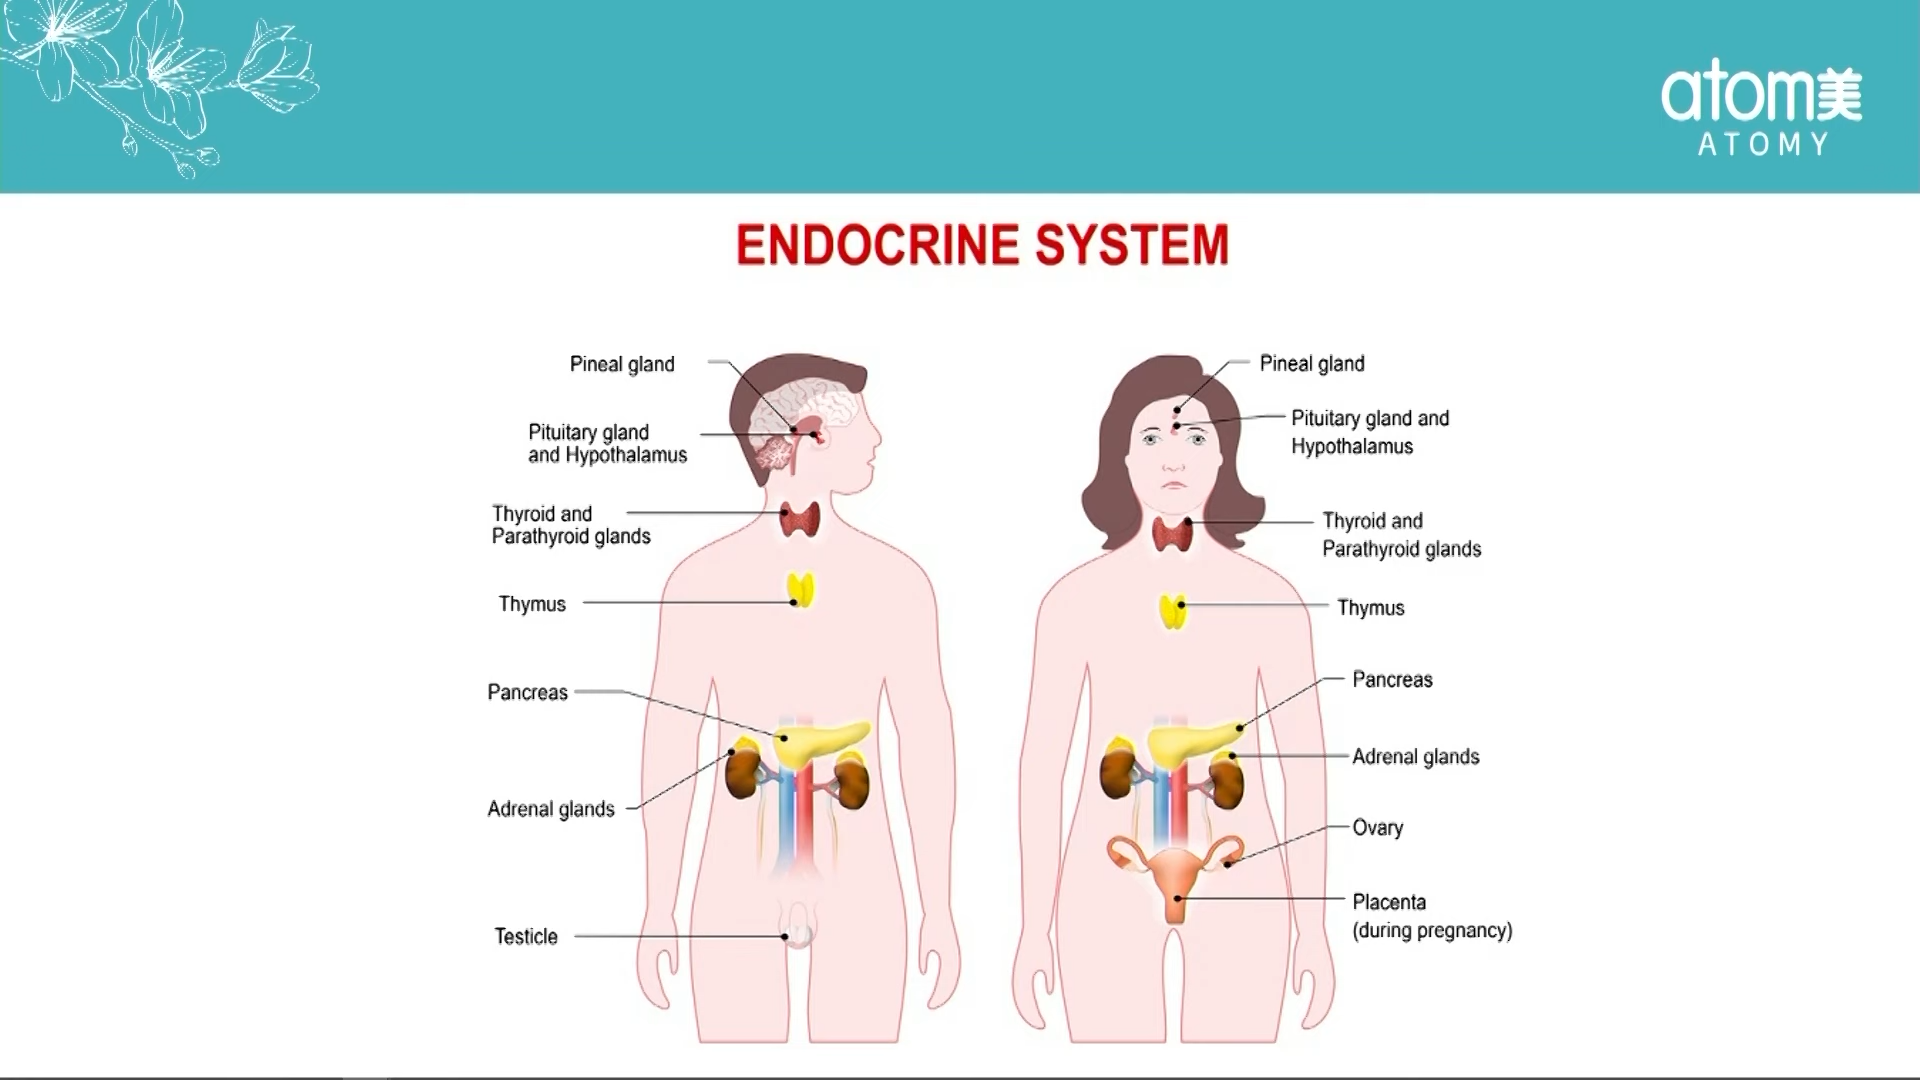 atom美
ATOMY
ENDOCRINE SYSTEM
Pineal gland
Pituitary gland
and Hypothalamus
Thyroid and
Parathyroid glands
Thymus
Pancreas
Adrenal glands
Testicle
Pineal gland
Pituitary gland and
Hypothalamus
Thyroid and
Parathyroid glands
Thymus
Pancreas
Adrenal glands
Ovary
Placenta
(during pregnancy)